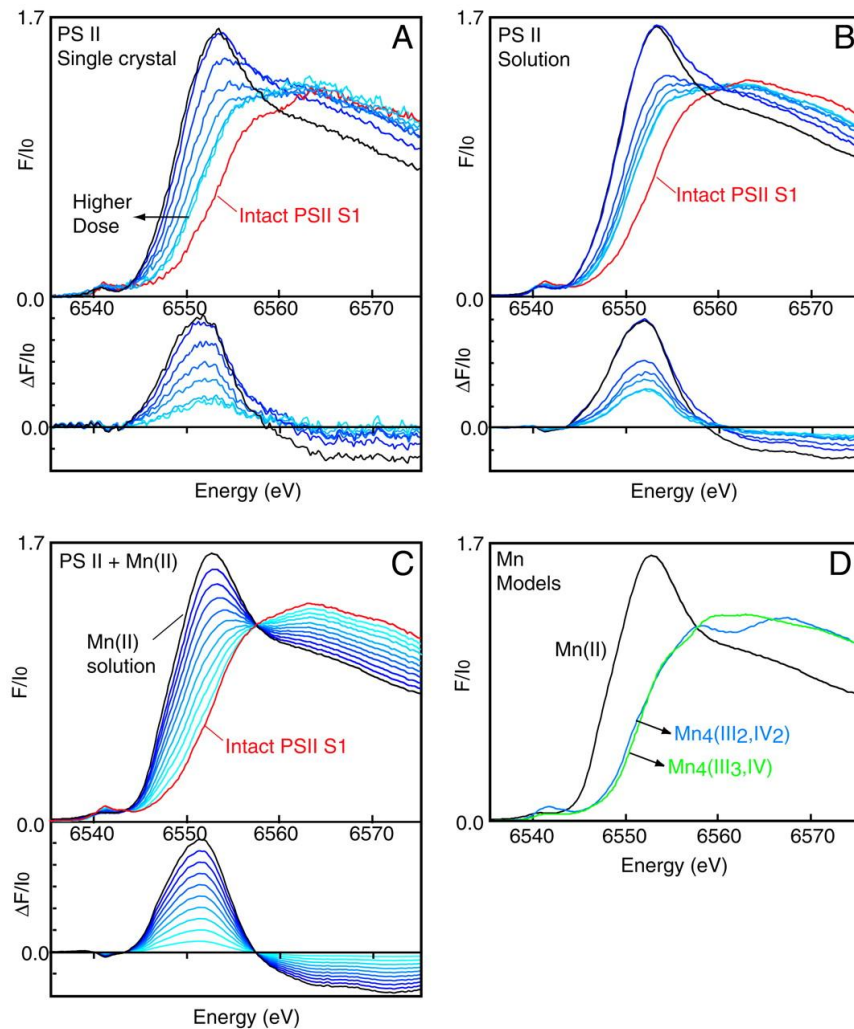 1.7
PS II
Single crystal
A
F/I0
Higher
Dose
Intact PSII S1
0.0
6540 6550 6560 6570
ΔF/I0
0.0
Energy (eV)
1.7
PS II
Solution
B
F/I0
Intact PSII S1
0.0
6540 6550 6560 6570
ΔF/I0
0.0
Energy (eV)
1.7
PS II + Mn(II)
C
F/I0
Mn(II)
solution
Intact PSII S1
0.0
6540 6550 6560 6570
ΔF/I0
0.0
Energy (eV)
1.7
Mn
Models
D
F/I0
Mn(II)
Mn4(III2,IV2)
Mn4(III3,IV)
0.0
6540 6550 6560 6570
Energy (eV)